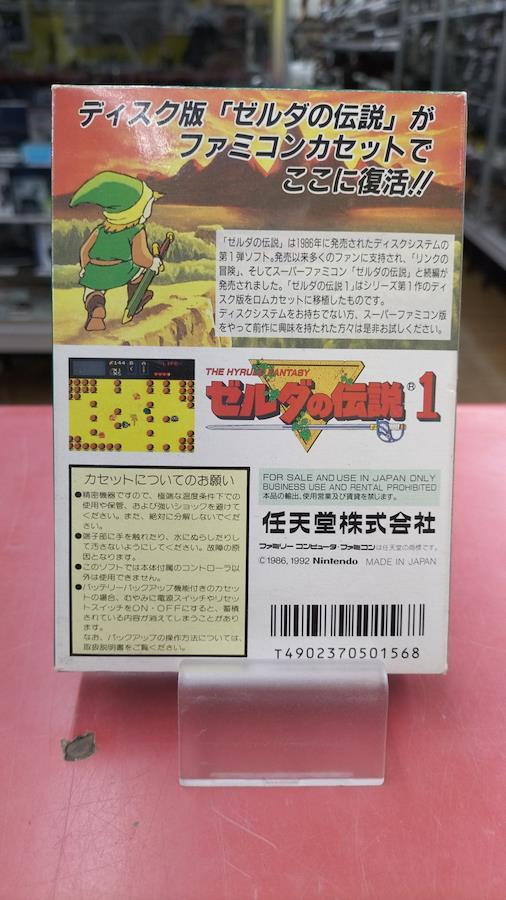 ディスク版「ゼルダの伝説」が
ファミコンカセットで
ここに復活!!
「ゼルダの伝説」は1986年に発売されたディスクシステムの
第1弾ソフト。発売以来多くのファンに支持され、「リンクの
冒険」、そしてスーパーファミコン「ゼルダの伝説」と続編が
発売されました。「ゼルダの伝説1」はシリーズ第1作のディ
スク版をロムカセットに移植したものです。
ディスクシステムをお持ちでない方、スーパーファミコン版
をやって前作に興味を持たれた方々は是非お試しください。
THE HYRULE FANTASY
ゼルダの伝説®1
カセットについてのお願い
●精密機器ですので、極端な温度条件下での
使用や保管、および強いショックを避けて
ください。また、絶対に分解しないでくだ
さい。
●端子部に手を触れたり、水にぬらしたりし
て汚さないようにしてください。故障の原
因となります。
●このソフトでは本体付属のコントローラ以
外は使用できません。
●バッテリーバックアップ機能付きのカセッ
トの場合、むやみに電源スイッチやリセッ
トスイッチをON・OFFにすると、蓄積
されている内容が消えてしまうことがあり
ます。
なお、バックアップの操作方法については、
取扱説明書をご覧ください。
FOR SALE AND USE IN JAPAN ONLY
BUSINESS USE AND RENTAL PROHIBITED
本品の輸出、使用営業及び賃貸を禁じます。
任天堂株式会社
ファミリーコンピュータ・ファミコンは任天堂の商標です。
©1986,1992 Nintendo MADE IN JAPAN
T4902370501568